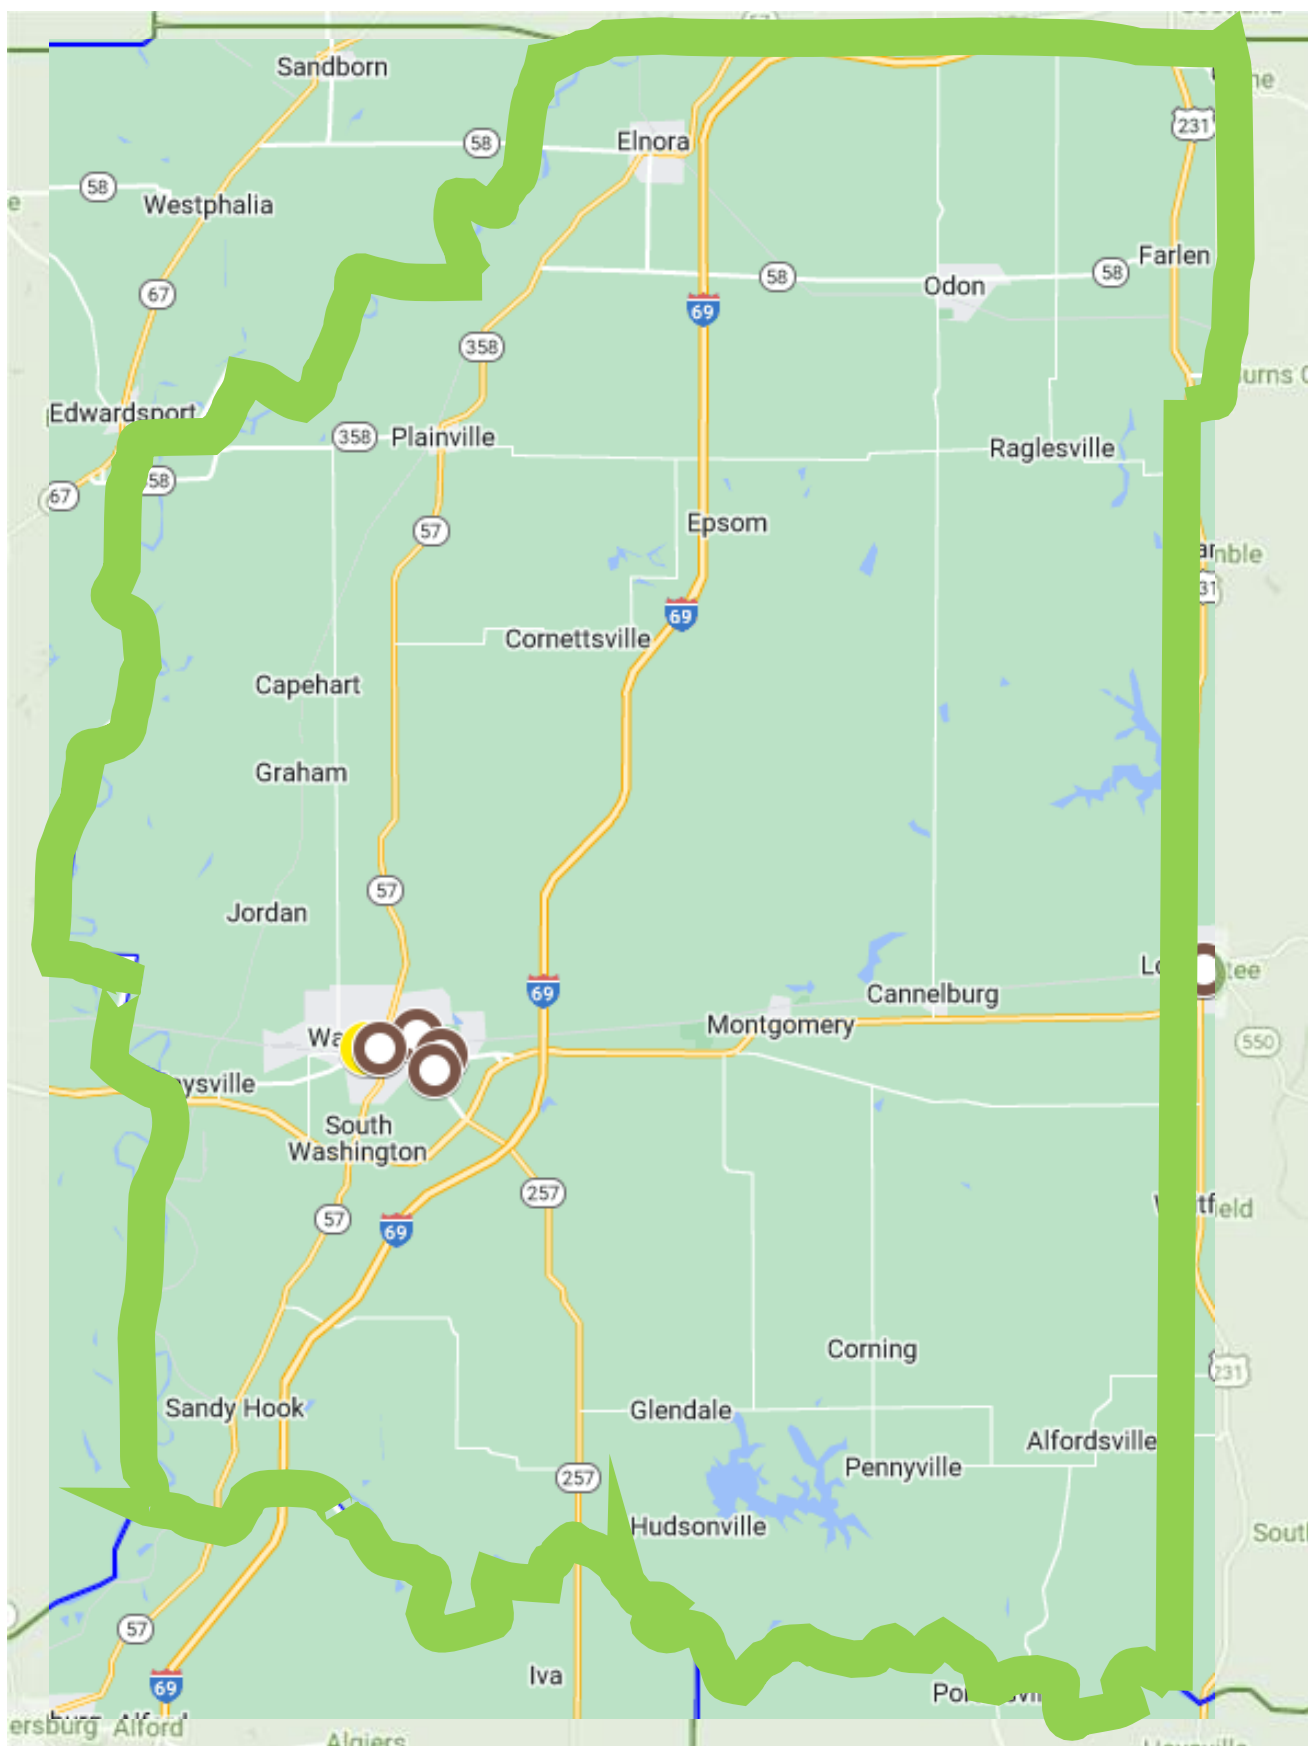 57
Sandborn
Elnora
58
231
58
Westphalia
Farlen
67
58
58
Odon
69
358
Edwardsport
358
Plainville
Raglesville
58
67
Epsom
57
69
Cornettsville
Capehart
Graham
57
Jordan
Cannelburg
69
Montgomery
550
South
Washington
257
57
69
231
Corning
Sandy Hook
Glendale
Alfordsville
Pennyville
257
Hudsonville
57
Iva
69
Alford
Algiers